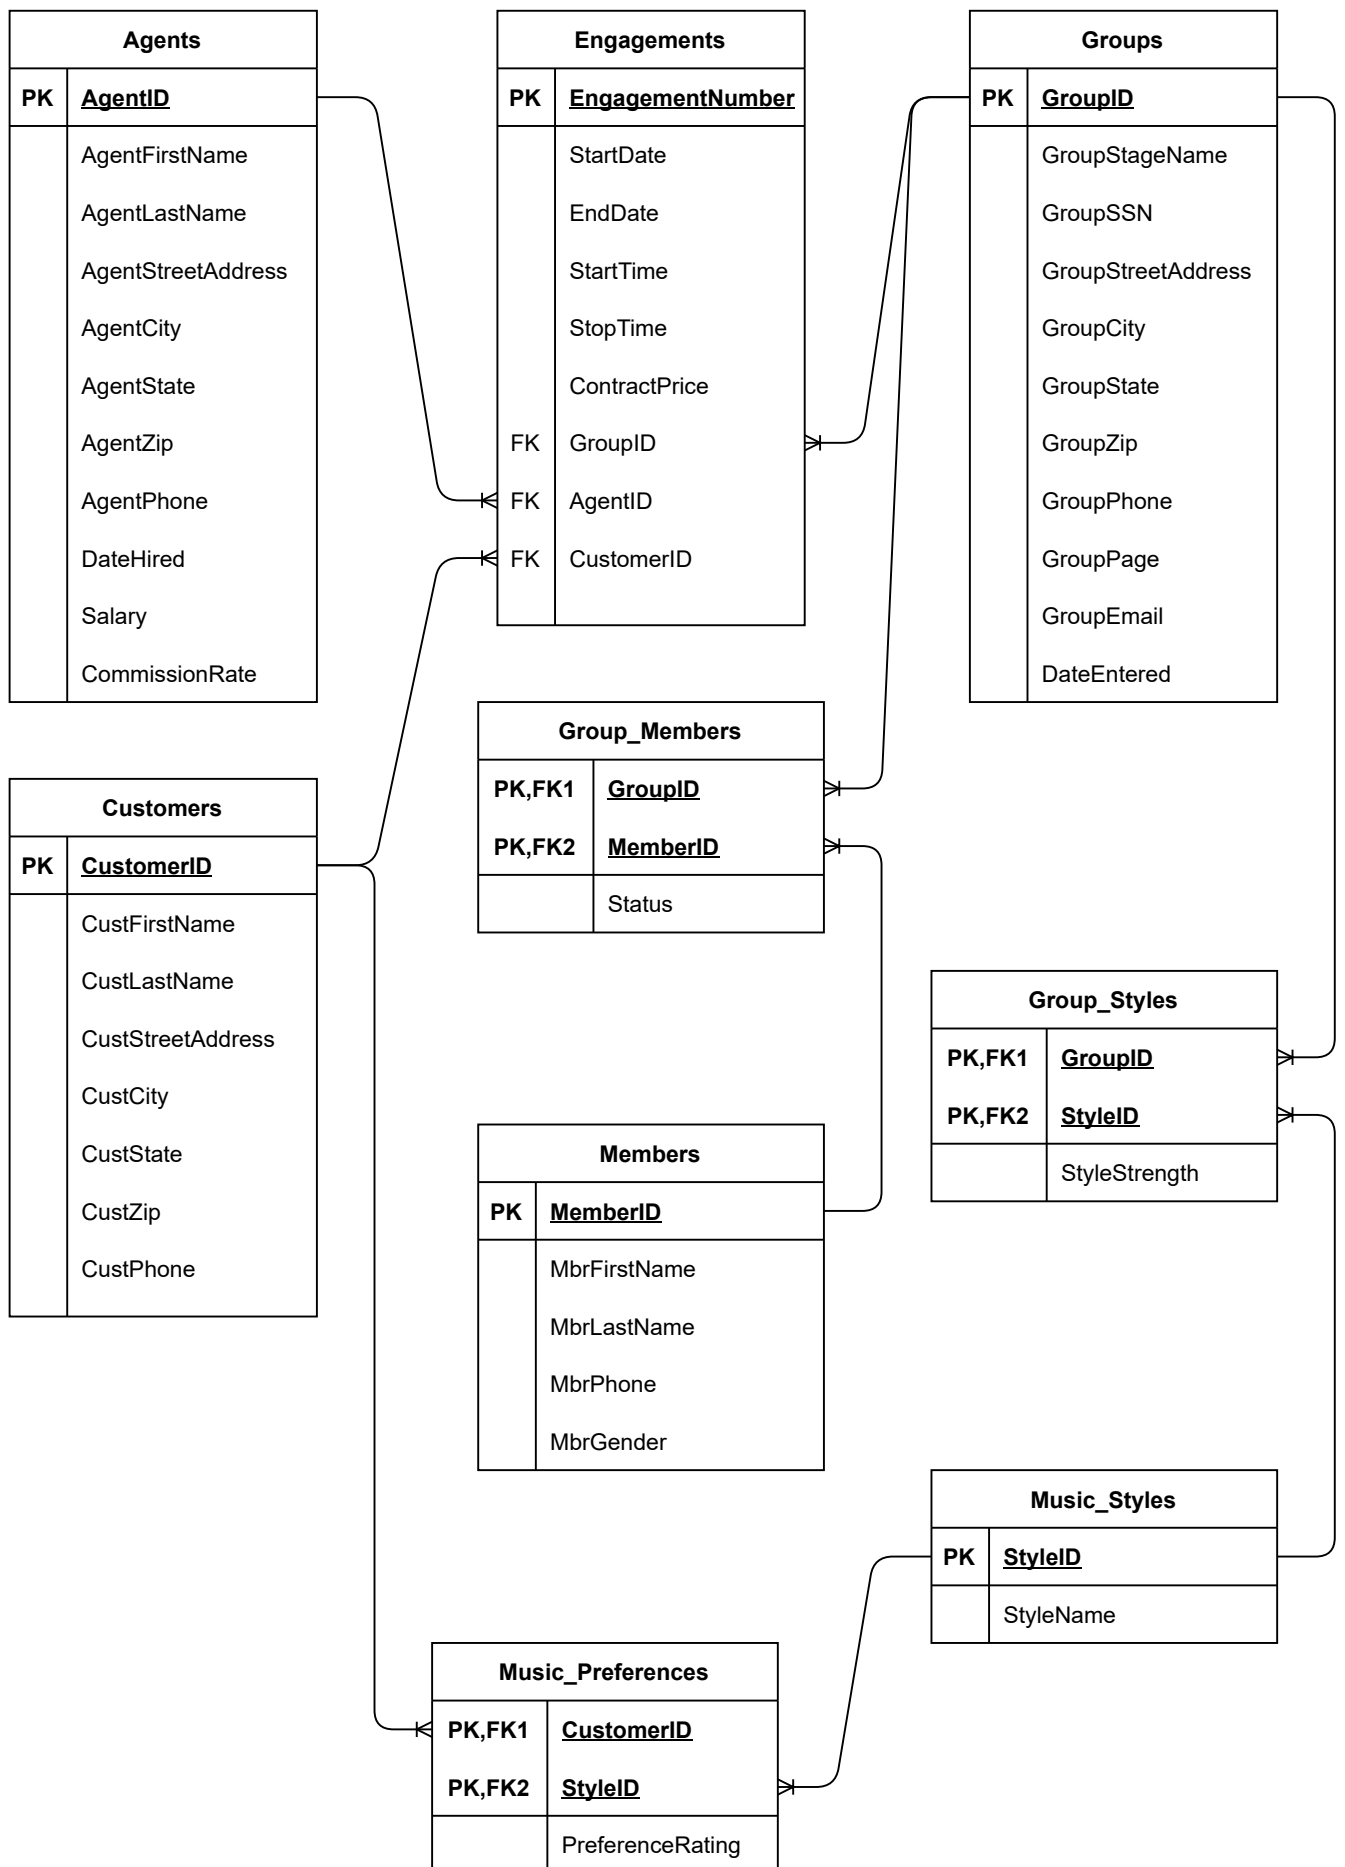 Agents
PK AgentID
AgentFirstName
AgentLastName
AgentStreetAddress
AgentCity
AgentState
AgentZip
AgentPhone
DateHired
Salary
CommissionRate
Engagements
PK EngagementNumber
StartDate
EndDate
StartTime
StopTime
ContractPrice
FK GroupID
FK AgentID
FK CustomerID
Groups
PK GroupID
GroupStageName
GroupSSN
GroupStreetAddress
GroupCity
GroupState
GroupZip
GroupPhone
GroupPage
GroupEmail
DateEntered
Group_Members
PK,FK1 GroupID
PK,FK2 MemberID
Status
Customers
PK CustomerID
CustFirstName
CustLastName
CustStreetAddress
CustCity
CustState
CustZip
CustPhone
Group_Styles
PK,FK1 GroupID
PK,FK2 StyleID
StyleStrength
Members
PK MemberID
MbrFirstName
MbrLastName
MbrPhone
MbrGender
Music_Styles
PK StyleID
StyleName
Music_Preferences
PK,FK1 CustomerID
PK,FK2 StyleID
PreferenceRating